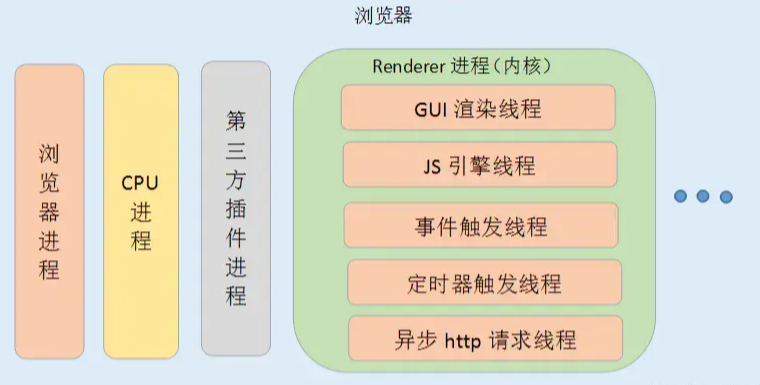 浏览器
浏览器进程
CPU
进程
第三方插件进程
Renderer 进程（内核）
GUI 渲染线程
JS 引擎线程
事件触发线程
定时器触发线程
异步 http 请求线程